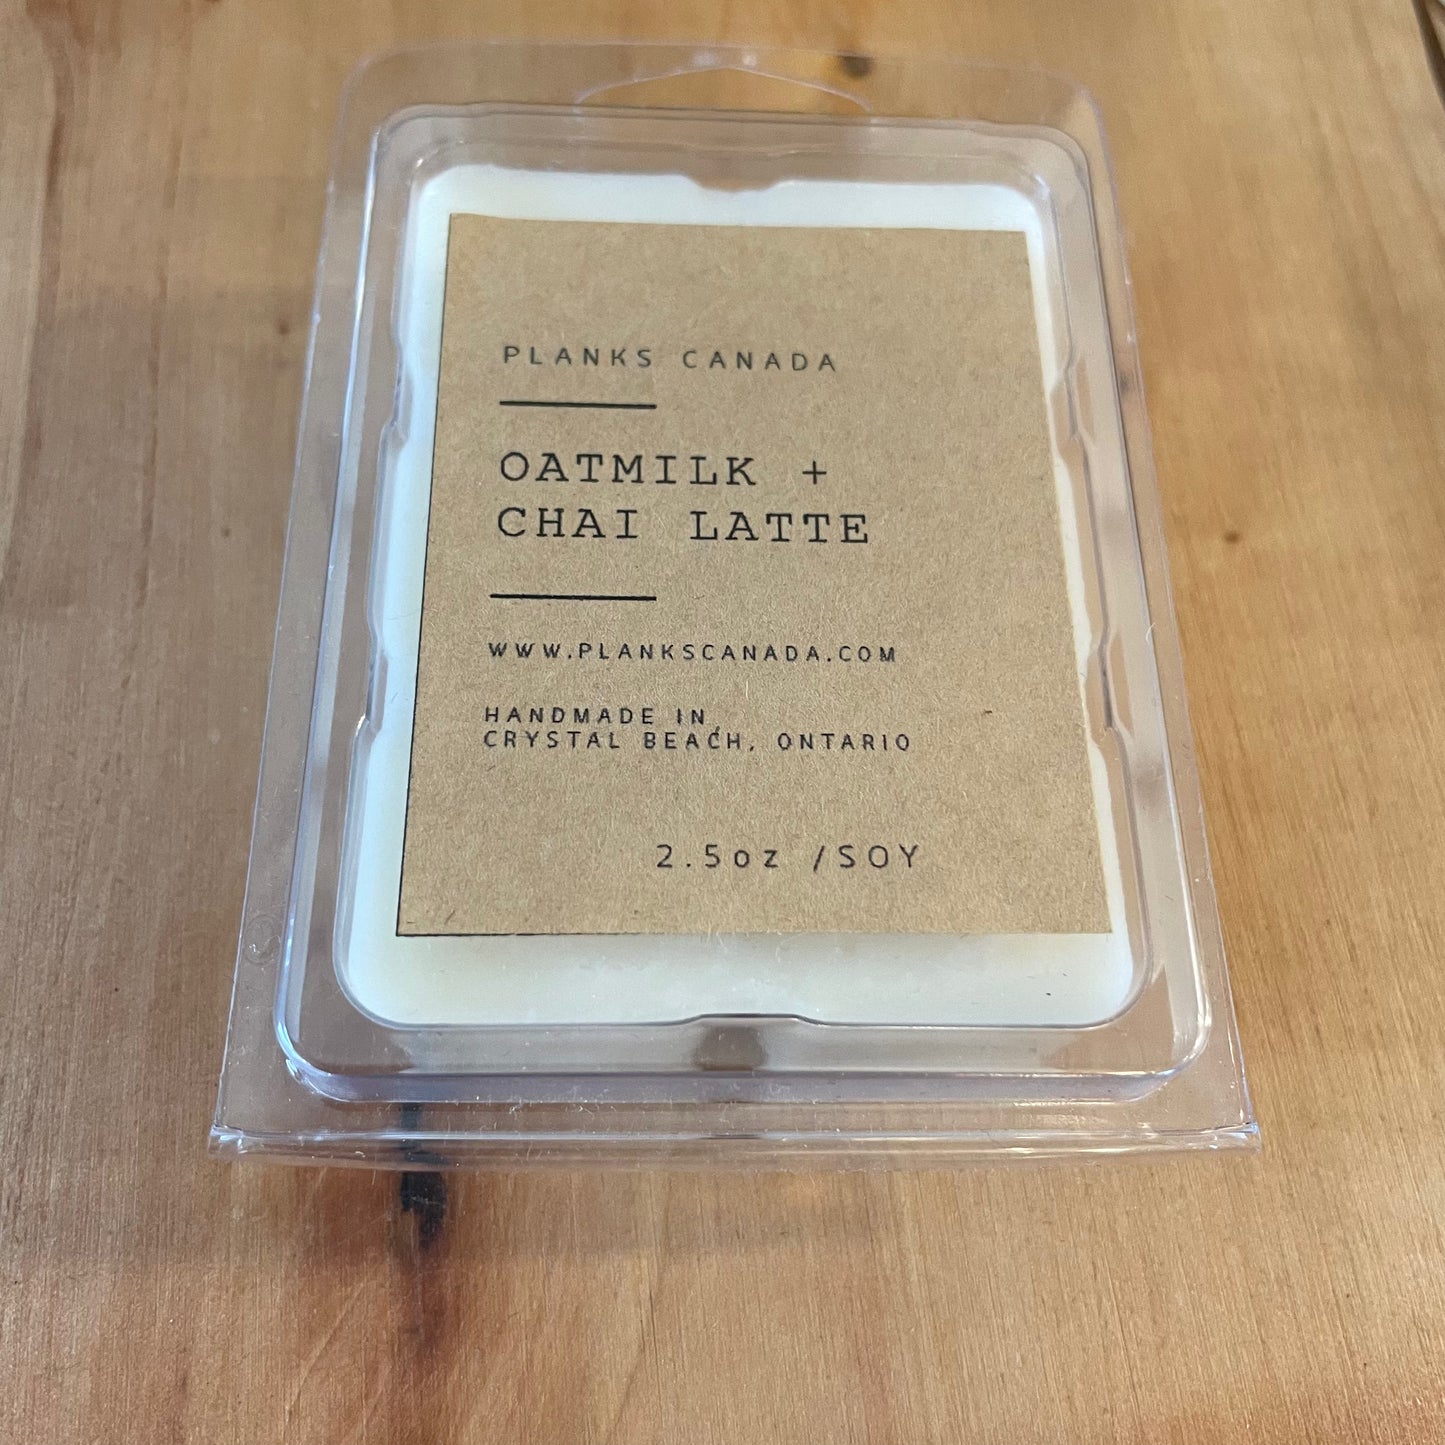 PLANKS CANADA
OATMILK +
CHAI LATTE
WWW.PLANKSCANADA.COM
HANDMADE IN
CRYSTAL BEACH, ONTARIO
2.5oz /SOY